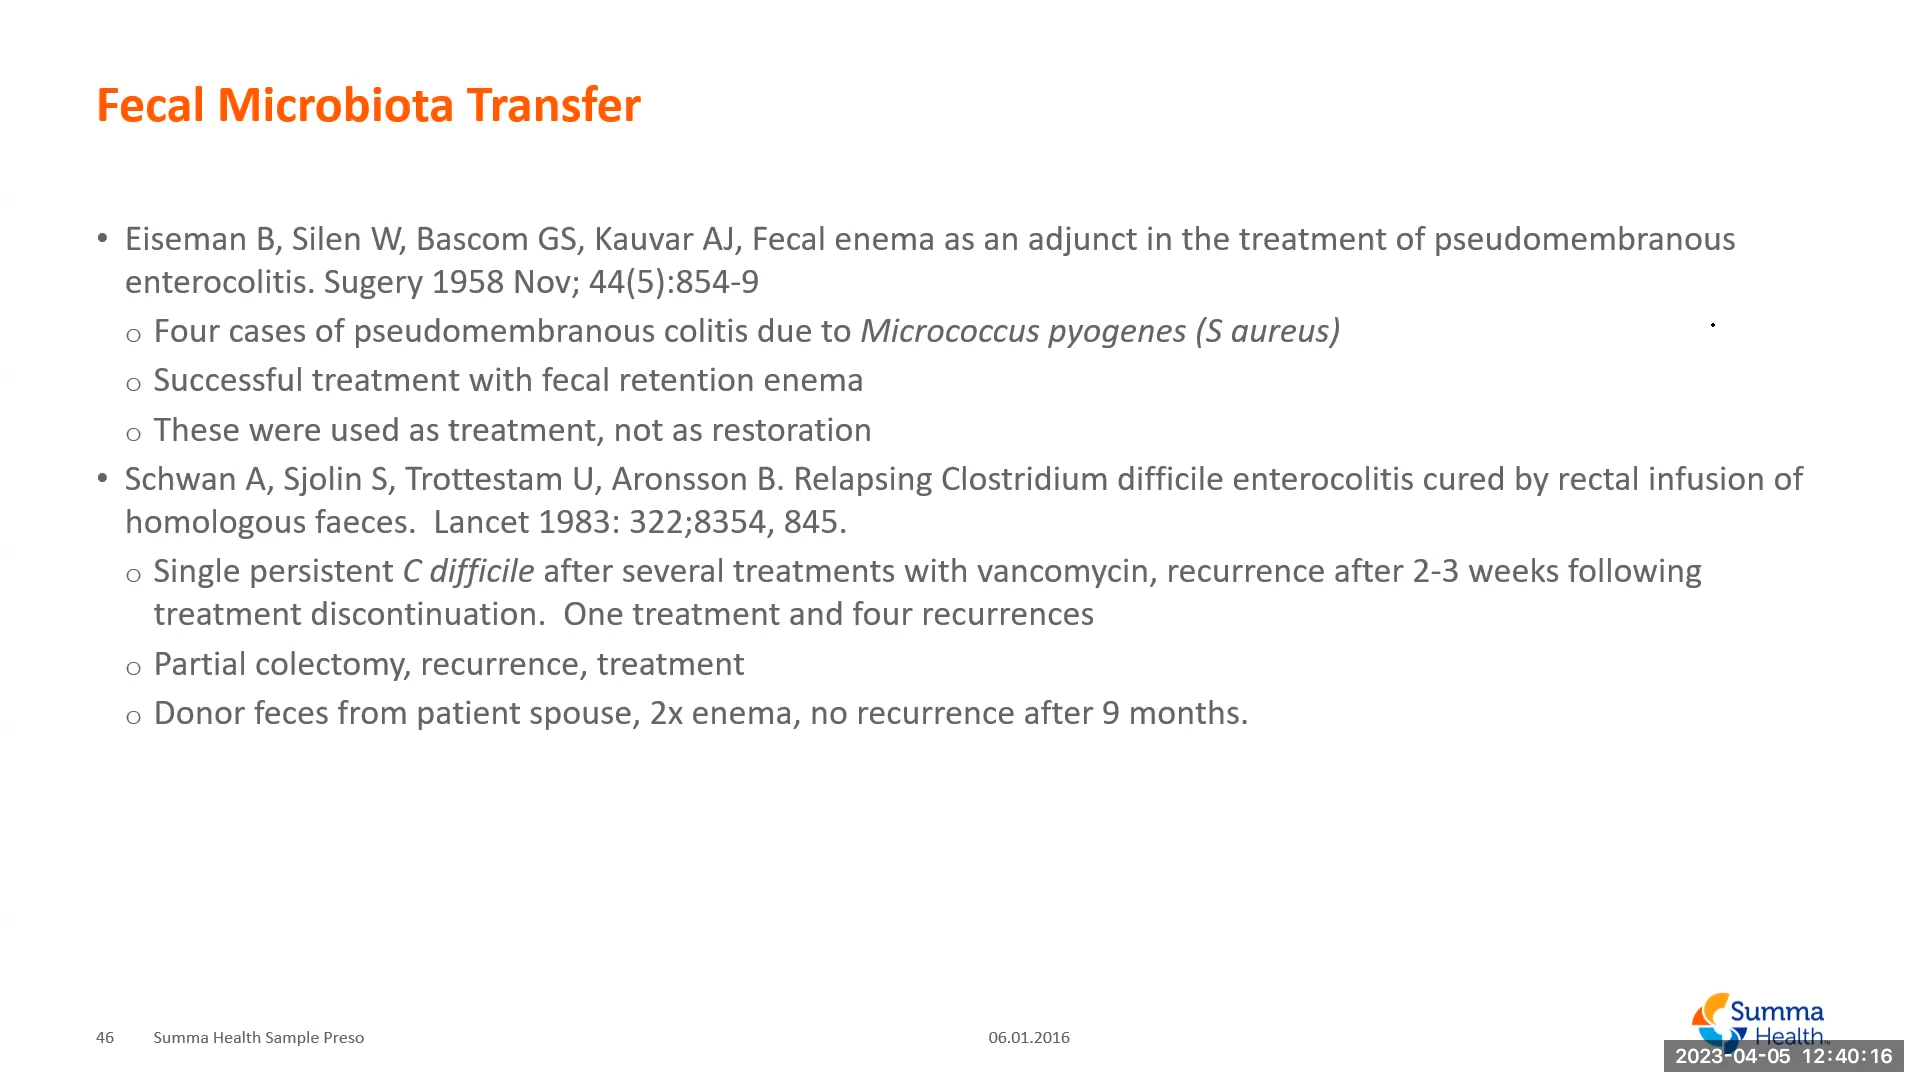 Fecal Microbiota Transfer
• Eiseman B, Silen W, Bascom GS, Kauvar AJ, Fecal enema as an adjunct in the treatment of pseudomembranous
enterocolitis. Sugery 1958 Nov; 44(5):854-9
o Four cases of pseudomembranous colitis due to Micrococcus pyogenes (S aureus)
o Successful treatment with fecal retention enema
o These were used as treatment, not as restoration
• Schwan A, Sjolin S, Trottestam U, Aronsson B. Relapsing Clostridium difficile enterocolitis cured by rectal infusion of
homologous faeces.  Lancet 1983: 322;8354, 845.
o Single persistent C difficile after several treatments with vancomycin, recurrence after 2-3 weeks following
treatment discontinuation.  One treatment and four recurrences
o Partial colectomy, recurrence, treatment
o Donor feces from patient spouse, 2x enema, no recurrence after 9 months.
46 Summa Health Sample Preso 06.01.2016
Summa
Health
2023-04-05 12:40:16